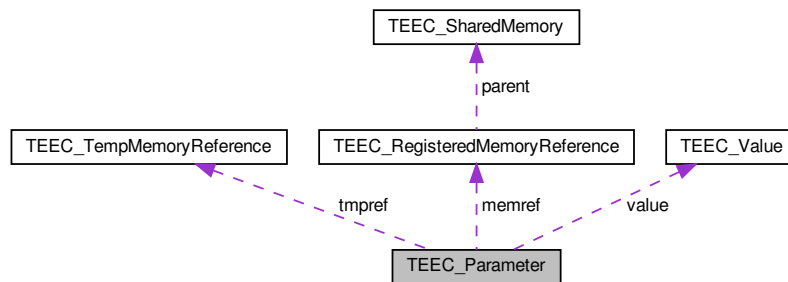 TEEC_SharedMemory
parent
TEEC_TempMemoryReference
TEEC_RegisteredMemoryReference
TEEC_Value
tmpref
memref
value
TEEC_Parameter